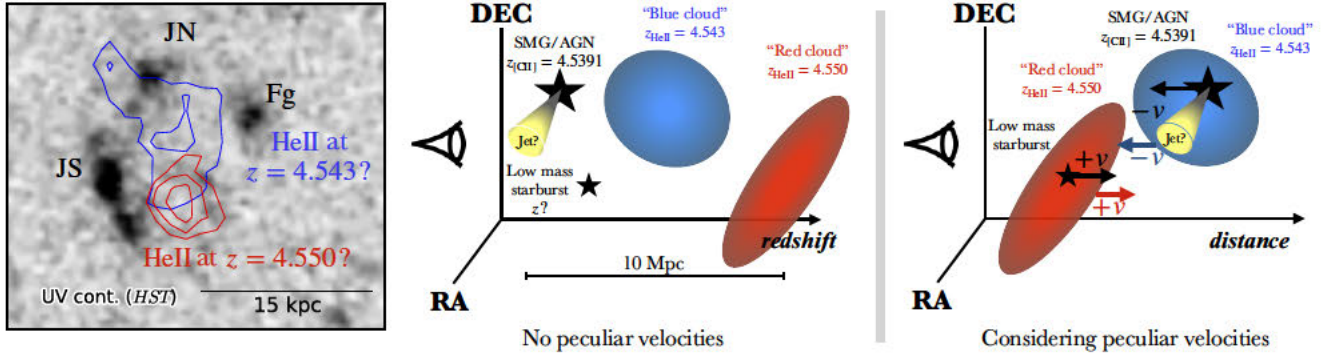 JN
Fg
HeII at
z = 4.543?
JS
HeII at z = 4.550?
UV cont. (HST)
15 kpc
DEC
SMG/AGN
z[CII] = 4.5391
“Blue cloud”
zHeII = 4.543
“Red cloud”
zHeII = 4.550
Jet?
Low mass
starburst
z?
redshift
10 Mpc
RA
No peculiar velocities
DEC
SMG/AGN
z[CII] = 4.5391
“Blue cloud”
zHeII = 4.543
“Red cloud”
zHeII = 4.550
−v
Low mass
starburst
Jet?
+v
−v
+v
distance
RA
Considering peculiar velocities